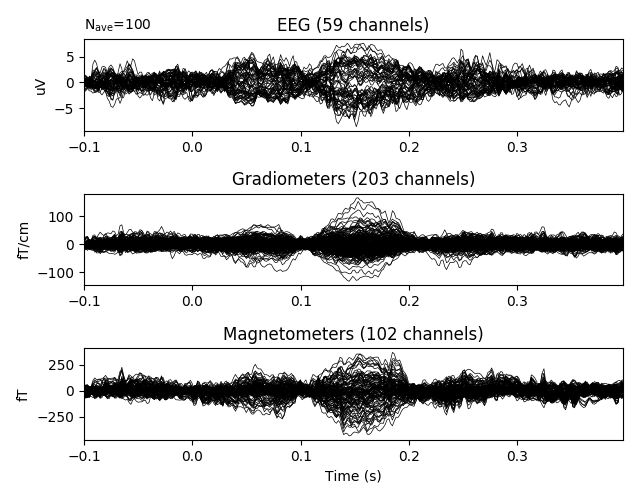 N_ave=100
EEG (59 channels)
5
0
−5
uV
−0.1 0.0 0.1 0.2 0.3
Gradiometers (203 channels)
100
0
−100
fT/cm
−0.1 0.0 0.1 0.2 0.3
Magnetometers (102 channels)
250
0
−250
fT
−0.1 0.0 0.1 0.2 0.3
Time (s)